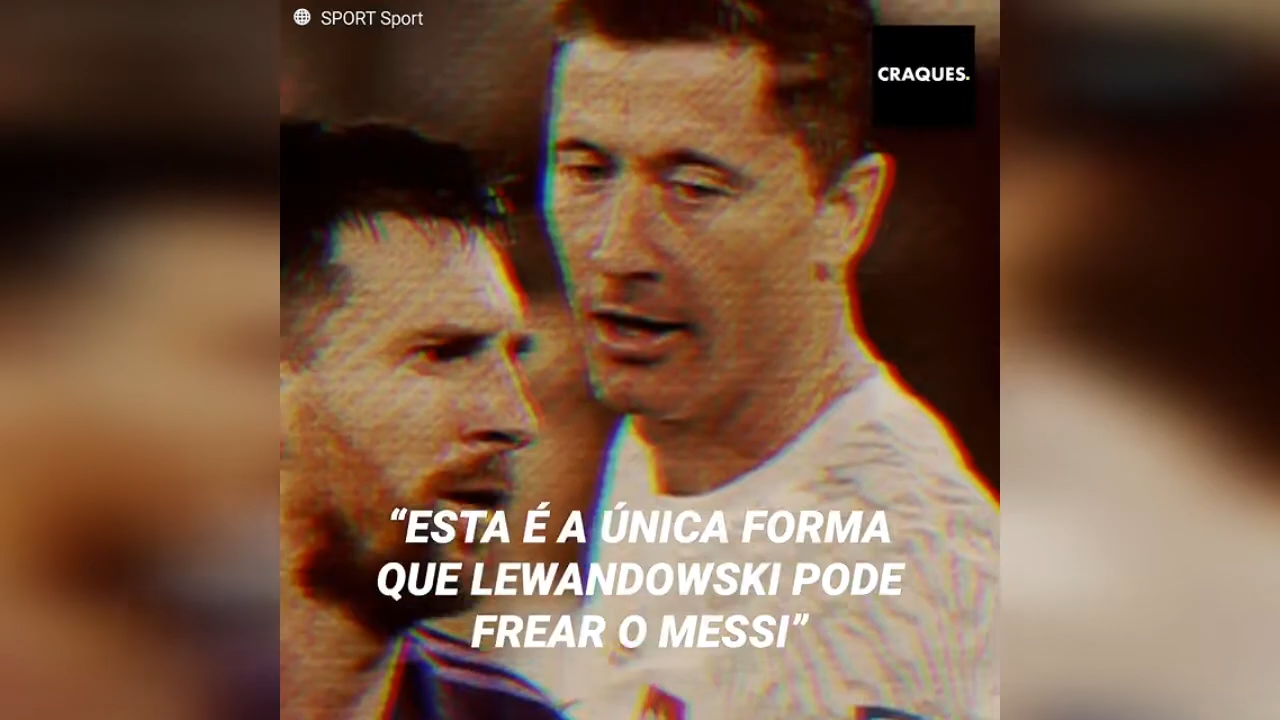 SPORT Sport
CRAQUES.
“ESTA É A ÚNICA FORMA
QUE LEWANDOWSKI PODE
FREAR O MESSI”